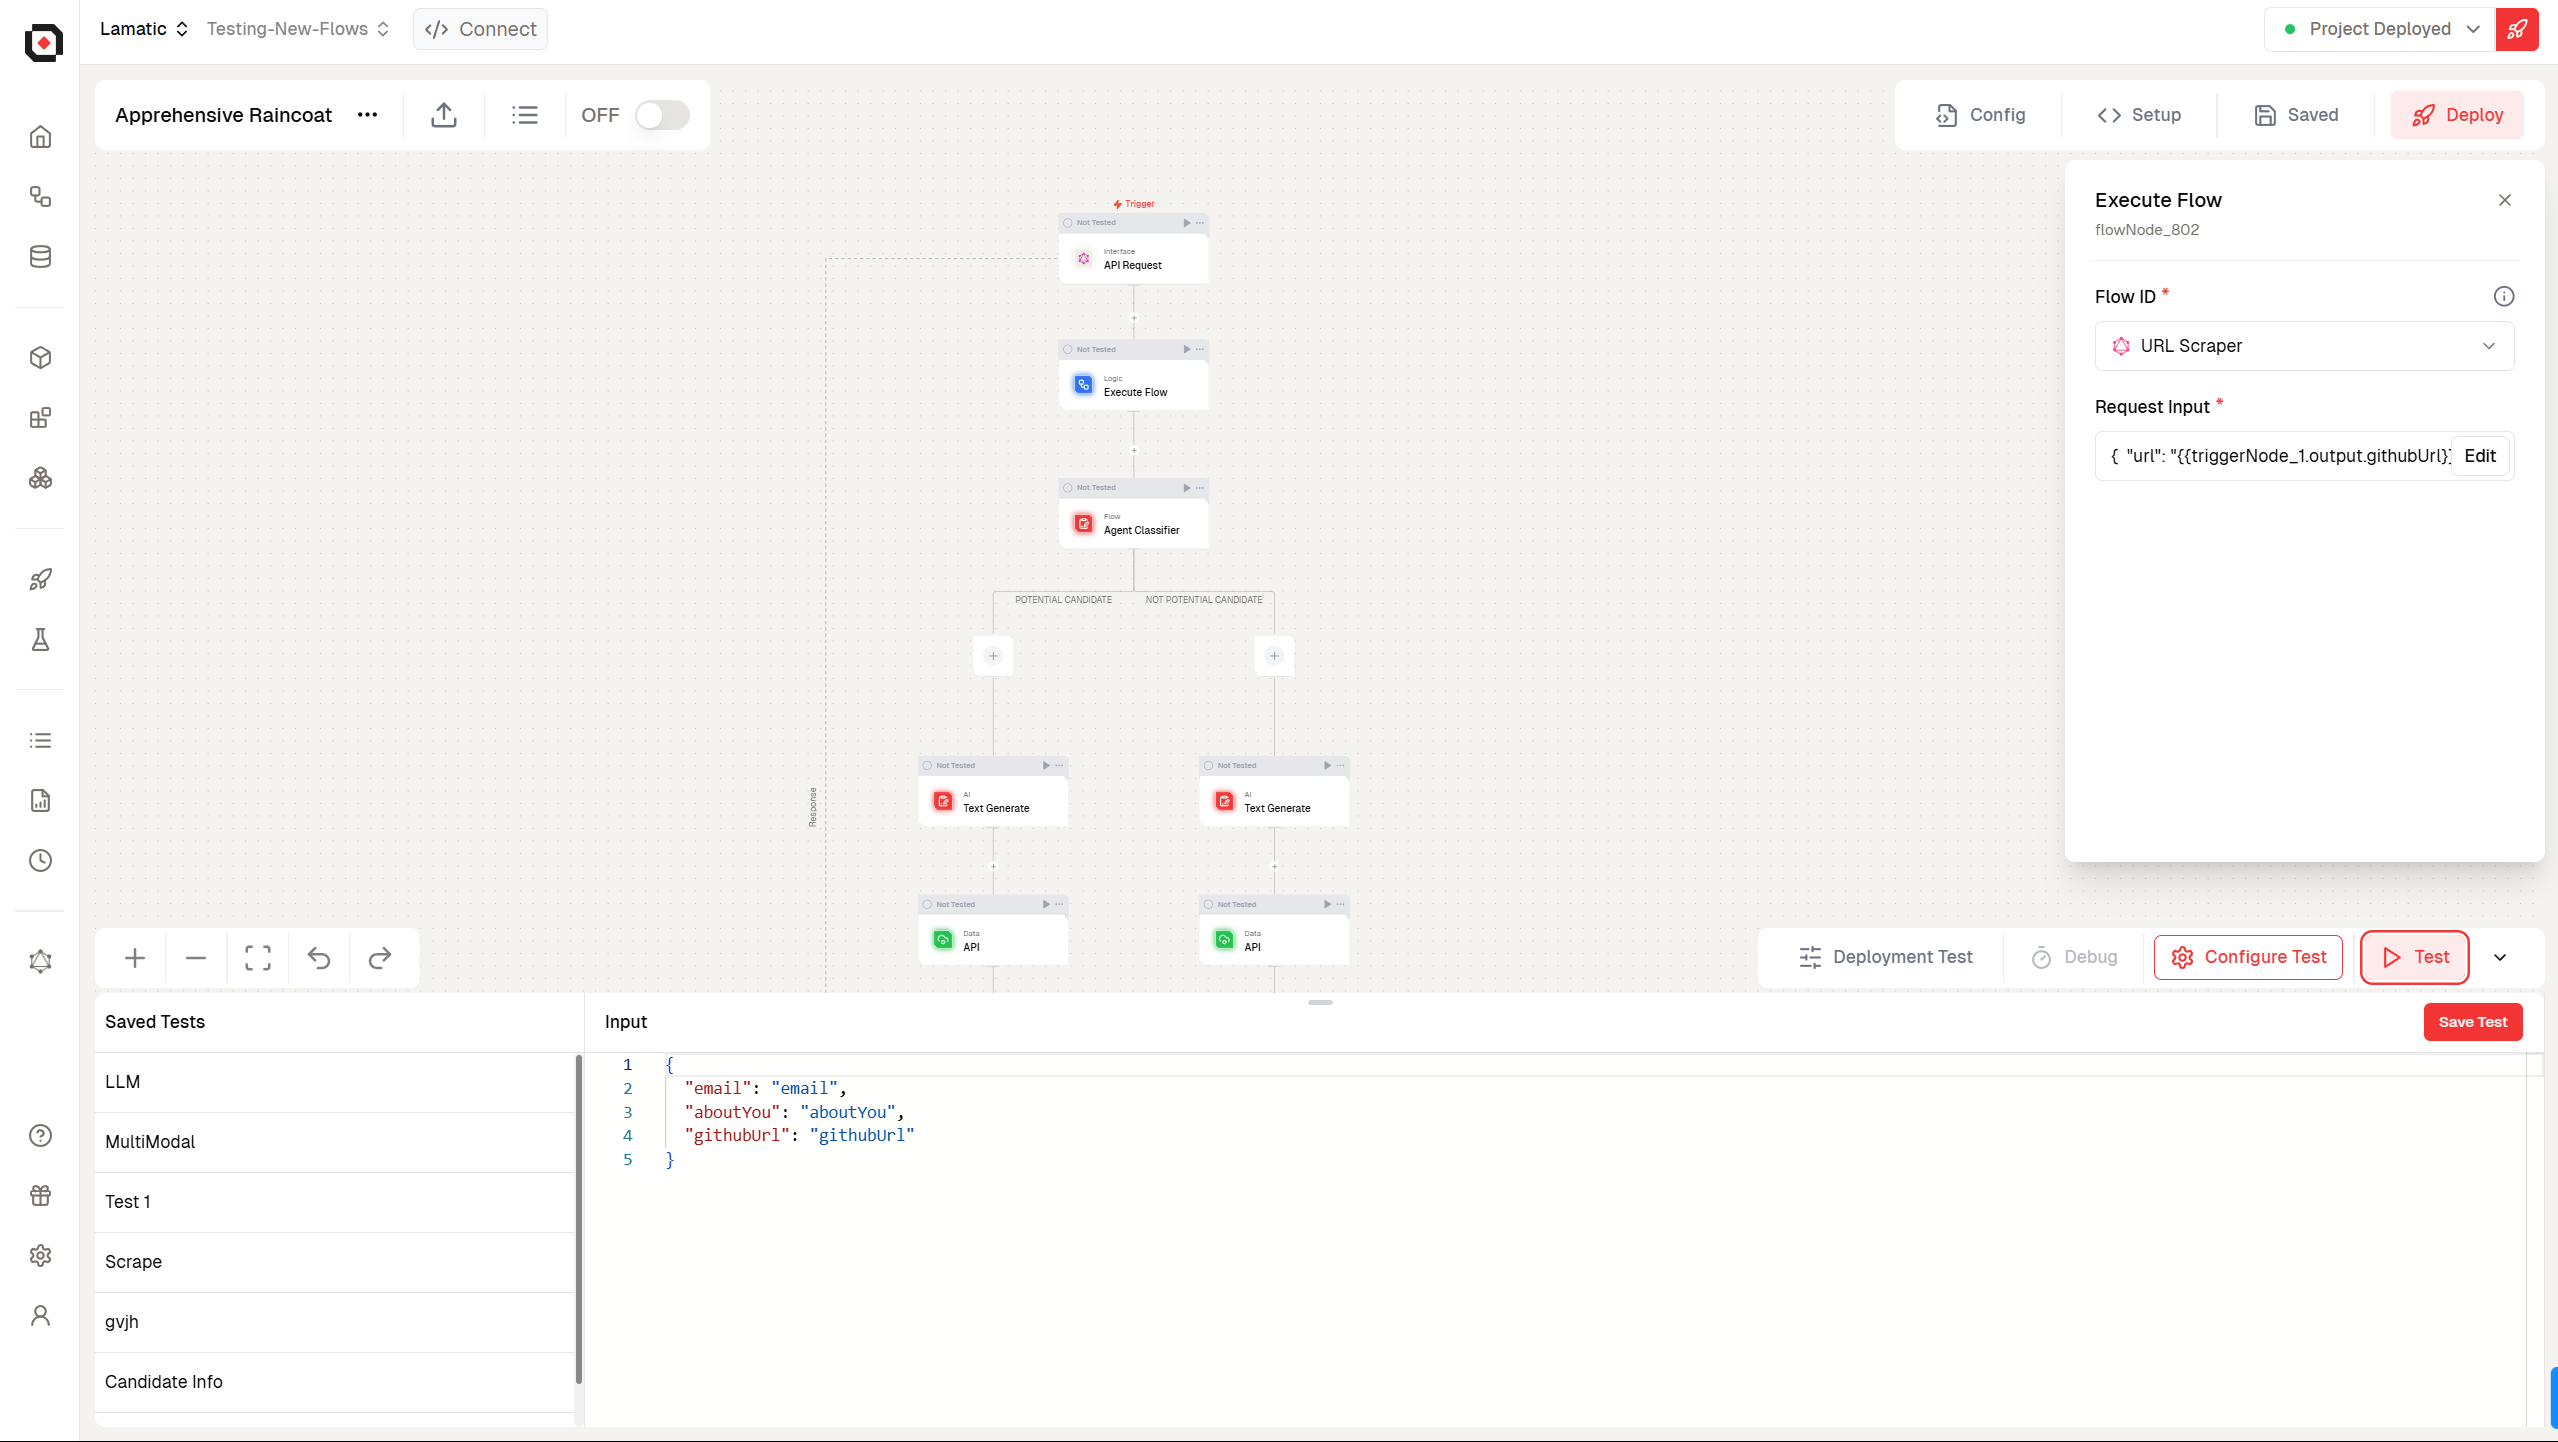 Lamatic
Testing-New-Flows
Connect
Project Deployed
Apprehensive Raincoat
OFF
Config
Setup
Saved
Deploy
Trigger
Not Tested
Interface
API Request
Not Tested
Logic
Execute Flow
Not Tested
Flow
Agent Classifier
POTENTIAL CANDIDATE
NOT POTENTIAL CANDIDATE
Not Tested
AI
Text Generate
Not Tested
AI
Text Generate
Response
Not Tested
Data
API
Not Tested
Data
API
Execute Flow
flowNode_802
Flow ID *
URL Scraper
Request Input *
{ "url": "{{triggerNode_1.output.githubUrl}
Edit
Deployment Test
Debug
Configure Test
Test
Saved Tests
LLM
MultiModal
Test 1
Scrape
gvjh
Candidate Info
Input
Save Test
1 {
2 "email": "email",
3 "aboutYou": "aboutYou",
4 "githubUrl": "githubUrl"
5 }